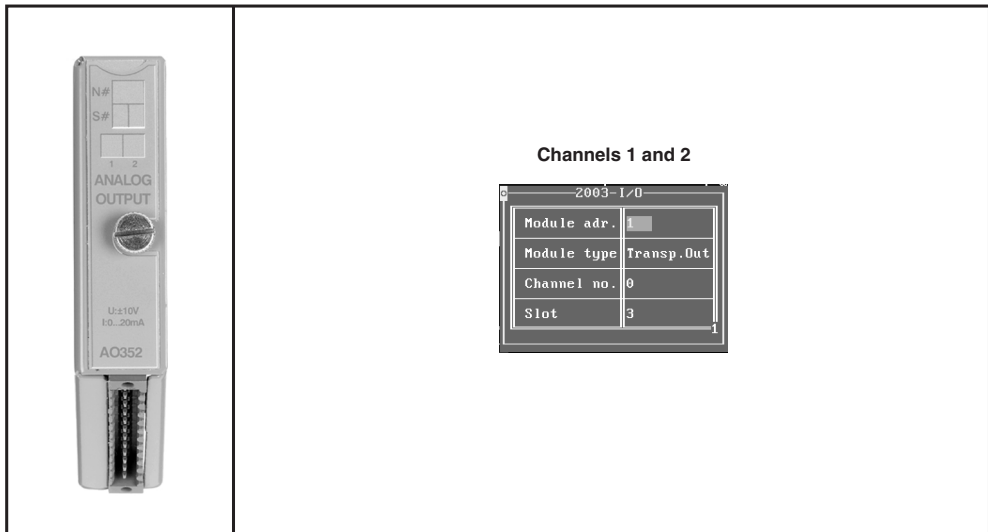 N#
S#
1 2
ANALOG
OUTPUT
U:±10V
I:0...20mA
AO352
Channels 1 and 2
2003-I/O
Module adr. 1
Module type Transp.Out
Channel no. 0
Slot 3
1